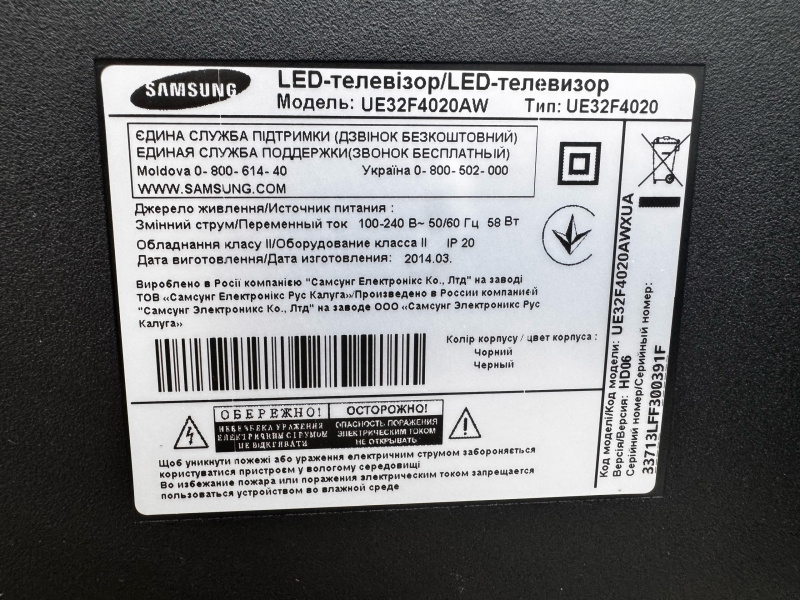 SAMSUNG
LED-телевізор/LED-телевизор
Модель: UE32F4020AW Тип: UE32F4020
ЄДИНА СЛУЖБА ПІДТРИМКИ (ДЗВІНОК БЕЗКОШТОВНИЙ)
ЕДИНАЯ СЛУЖБА ПОДДЕРЖКИ(ЗВОНОК БЕСПЛАТНЫЙ)
Moldova 0- 800- 614- 40 Україна 0- 800- 502- 000
WWW.SAMSUNG.COM
Джерело живлення/Источник питания :
Змінний струм/Переменный ток 100-240 В~ 50/60 Гц 58 Вт
Обладнання класу II/Оборудование класса II IP 20
Дата виготовлення/Дата изготовления: 2014.03.
Вироблено в Росії компанією "Самсунг Електронікс Ко., Лтд" на заводі
ТОВ «Самсунг Електронікс Рус Калуга»/Произведено в России компанией
"Самсунг Электроникс Ко., Лтд" на заводе ООО «Самсунг Электроникс Рус
Калуга»
Колір корпусу / цвет корпуса :
Чорний
Черный
ОБЕРЕЖНО!
НЕБЕЗПЕКА УРАЖЕННЯ
ЕЛЕКТРИЧНИМ СТРУМОМ
НЕ ВІДКРИВАТИ
ОСТОРОЖНО!
ОПАСНОСТЬ ПОРАЖЕНИЯ
ЭЛЕКТРИЧЕСКИМ ТОКОМ
НЕ ОТКРЫВАТЬ
Щоб уникнути пожежі або ураження електричним струмом забороняється
користуватися пристроєм у вологому середовищі
Во избежание пожара или поражения электрическим током запрещается
пользоваться устройством во влажной среде
Код моделі/Код модели: UE32F4020AWXUA
Версія/Версия: HD06
Серійний номер/Серийный номер:
33713LFF300391F